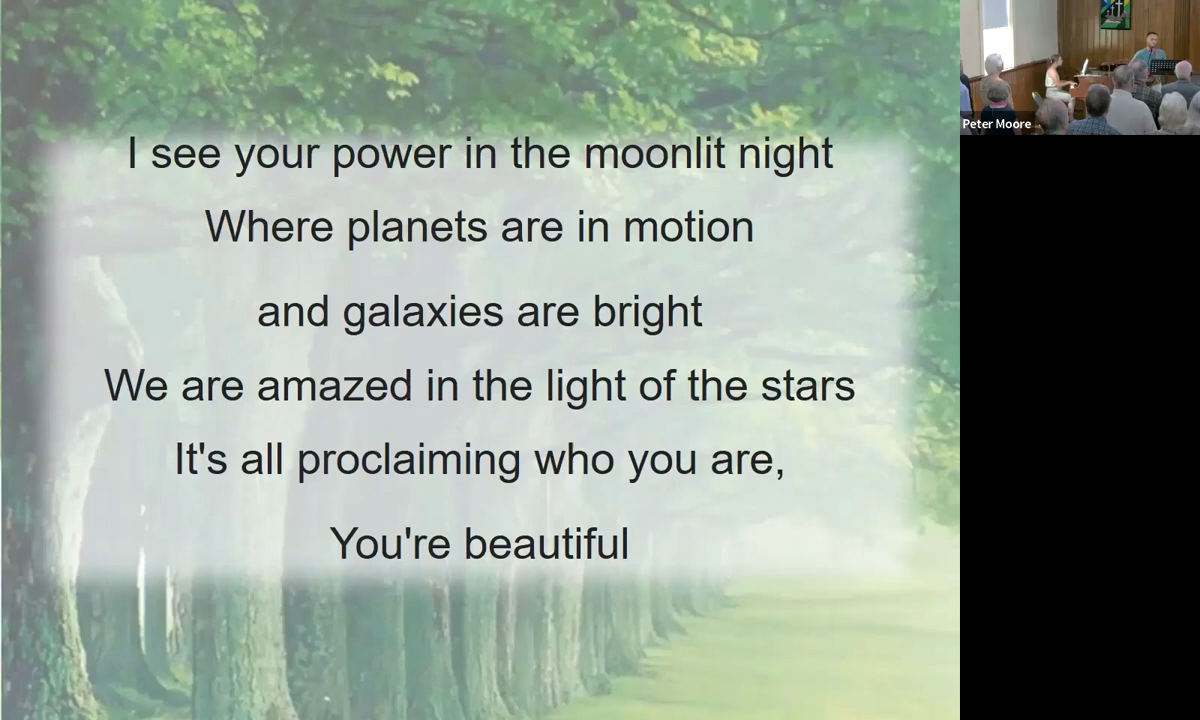 I see your power in the moonlit night
Where planets are in motion
and galaxies are bright
We are amazed in the light of the stars
It's all proclaiming who you are,
You're beautiful
Peter Moore